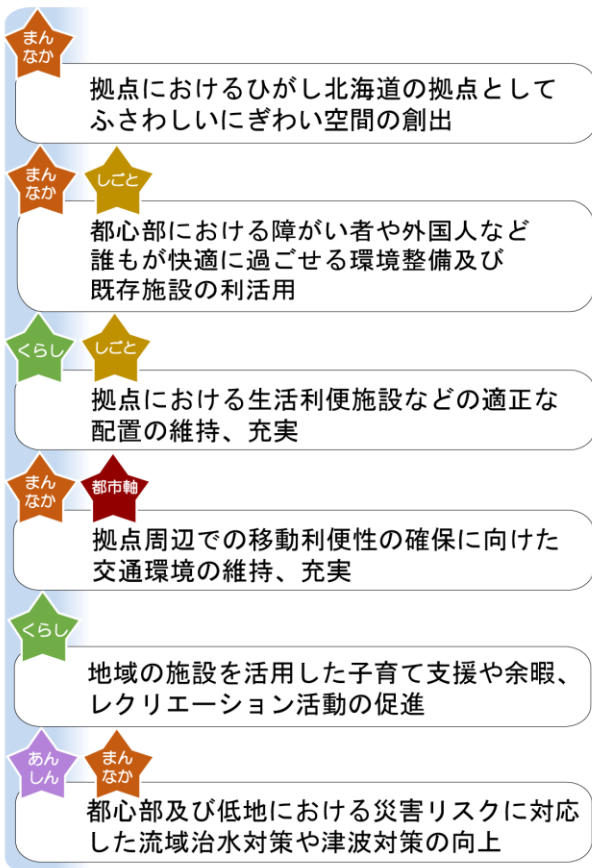 まん
なか
拠点におけるひがし北海道の拠点として
ふさわしいにぎわい空間の創出
まん
なか
しごと
都心部における障がい者や外国人など
誰もが快適に過ごせる環境整備及び
既存施設の利活用
くらし
しごと
拠点における生活利便施設などの適正な
配置の維持、充実
まん
なか
都市軸
拠点周辺での移動利便性の確保に向けた
交通環境の維持、充実
くらし
地域の施設を活用した子育て支援や余暇、
レクリエーション活動の促進
あん
しん
まん
なか
都心部及び低地における災害リスクに対応
した流域治水対策や津波対策の向上